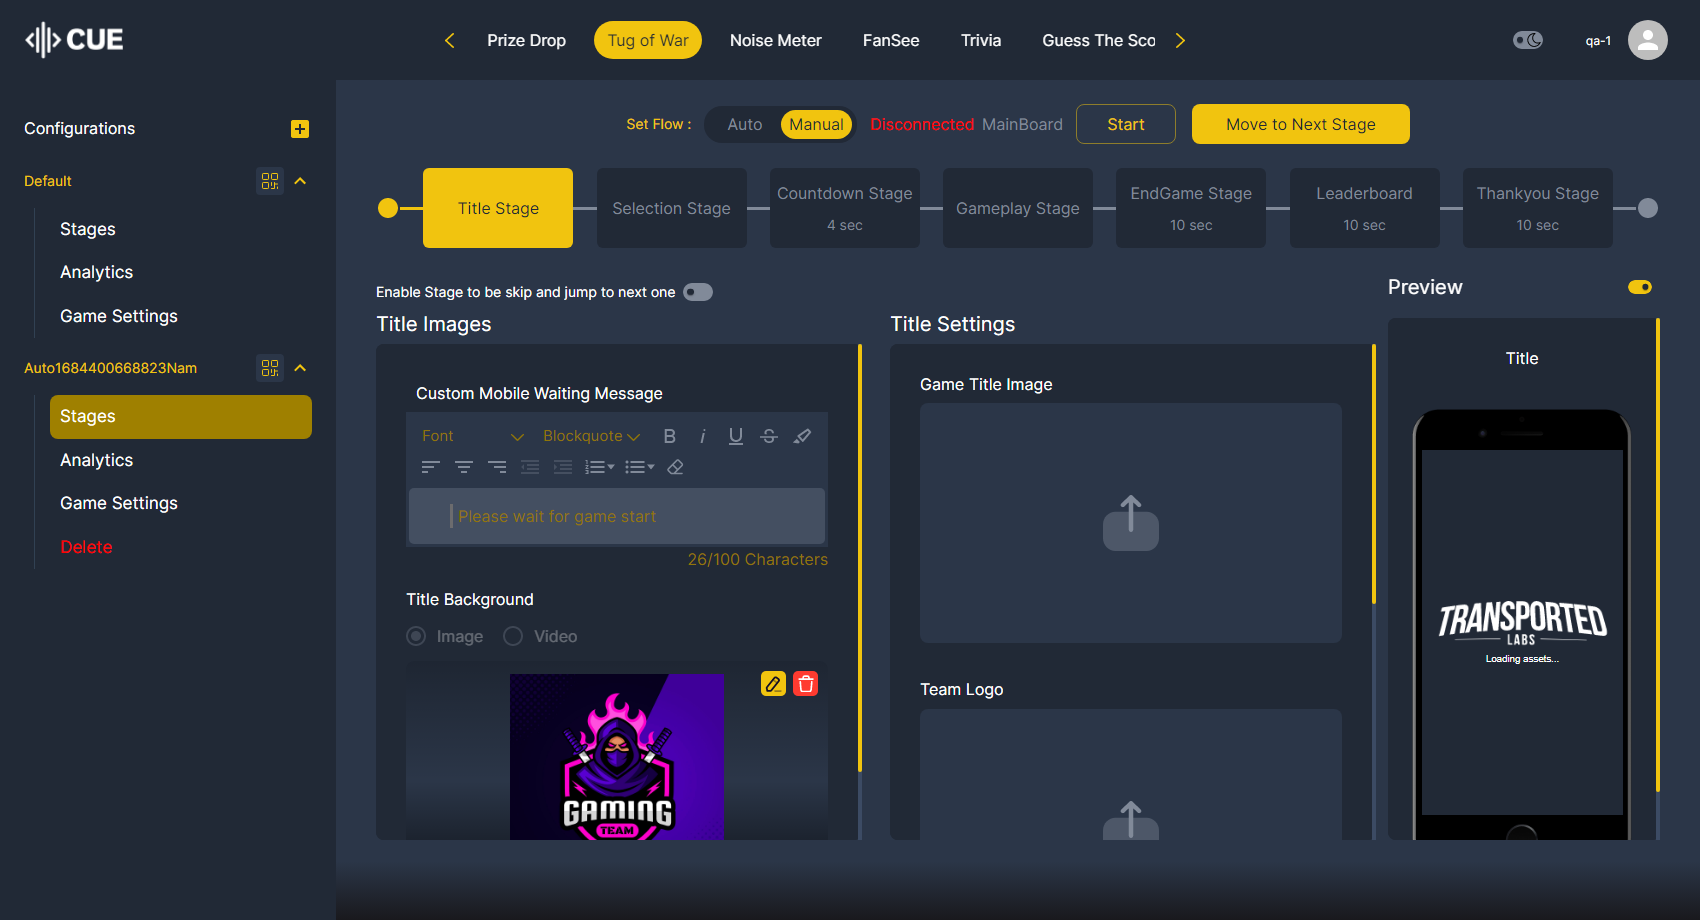 CUE
Prize Drop
Tug of War
Noise Meter
FanSee
Trivia
Guess The Sco
qa-1
Configurations
Default
Stages
Analytics
Game Settings
Auto1684400668823Nam
Stages
Analytics
Game Settings
Delete
Set Flow :
Auto
Manual
Disconnected MainBoard
Start
Move to Next Stage
Title Stage
Selection Stage
Countdown Stage
4 sec
Gameplay Stage
EndGame Stage
10 sec
Leaderboard
10 sec
Thankyou Stage
10 sec
Enable Stage to be skip and jump to next one
Title Images
Custom Mobile Waiting Message
Font
Blockquote
B i U S
Please wait for game start
26/100 Characters
Title Background
Image
Video
GAMING
TEAM
Title Settings
Game Title Image
Team Logo
Preview
Title
TRANSPORTED
LABS
Loading assets...